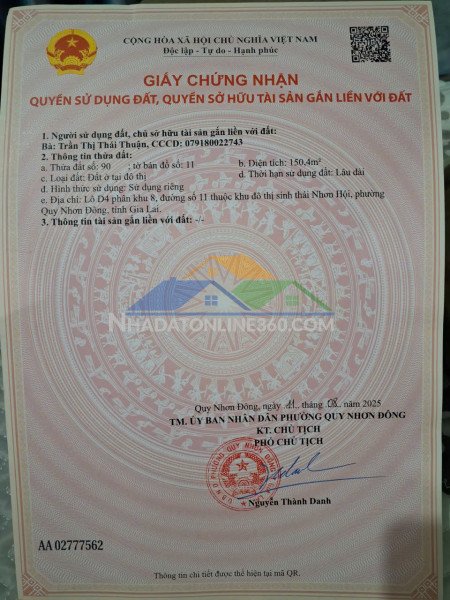 CỘNG HÒA XÃ HỘI CHỦ NGHĨA VIỆT NAM
Độc lập - Tự do - Hạnh phúc
GIẤY CHỨNG NHẬN
QUYỀN SỬ DỤNG ĐẤT, QUYỀN SỞ HỮU TÀI SẢN GẮN LIỀN VỚI ĐẤT
1. Người sử dụng đất, chủ sở hữu tài sản gắn liền với đất:
Bà: Trần Thị Thái Thuận, CCCD: 079180022743
2. Thông tin thửa đất:
a. Thửa đất số: 90 ; tờ bản đồ số: 11 b. Diện tích: 150,4m²
c. Loại đất: Đất ở tại đô thị d. Thời hạn sử dụng đất: Lâu dài
đ. Hình thức sử dụng: Sử dụng riêng
e. Địa chỉ: Lô D4 phân khu 8, đường số 11 thuộc khu đô thị sinh thái Nhơn Hội, phường
Quy Nhơn Đông, tỉnh Gia Lai.
3. Thông tin tài sản gắn liền với đất: -/-
NHADATONLINE360.COM
Quy Nhơn Đông, ngày 11 tháng 08 năm 2025
TM. ỦY BAN NHÂN DÂN PHƯỜNG QUY NHƠN ĐÔNG
KT. CHỦ TỊCH
PHÓ CHỦ TỊCH
Nguyễn Thành Danh
AA 02777562
Thông tin chi tiết được thể hiện tại mã QR.